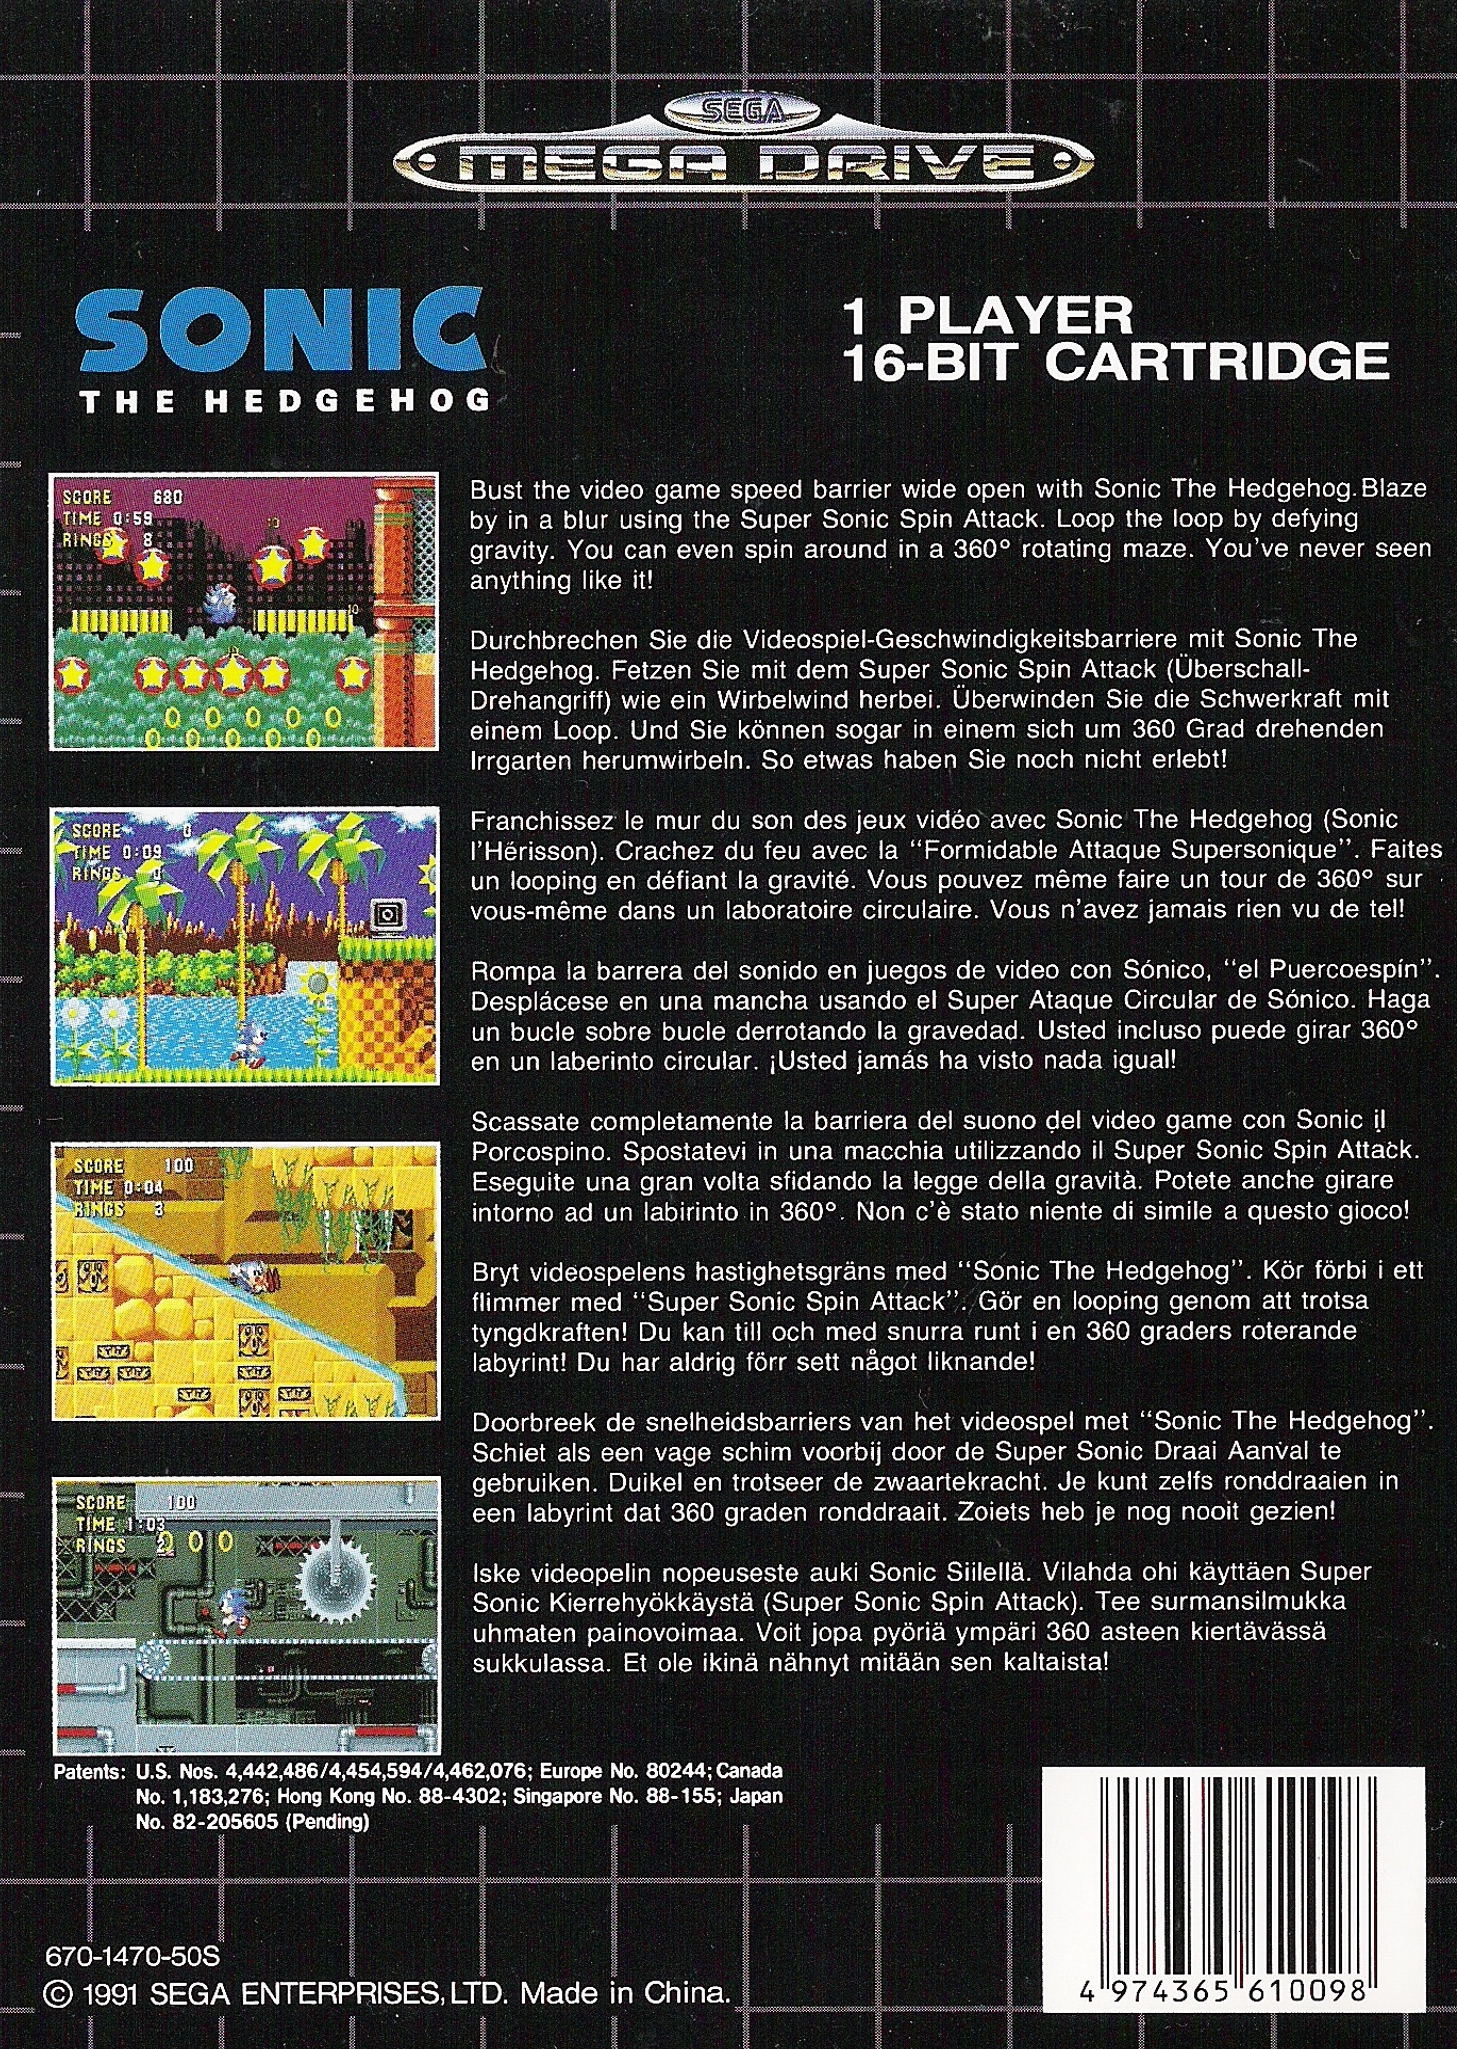 SEGA
MEGA DRIVE
SONIC
THE HEDGEHOG
1 PLAYER
16-BIT CARTRIDGE
SCORE 680
TIME 0:59
RINGS 8
10
10
10
Bust the video game speed barrier wide open with Sonic The Hedgehog. Blaze
by in a blur using the Super Sonic Spin Attack. Loop the loop by defying
gravity. You can even spin around in a 360° rotating maze. You've never seen
anything like it!
Durchbrechen Sie die Videospiel-Geschwindigkeitsbarriere mit Sonic The
Hedgehog. Fetzen Sie mit dem Super Sonic Spin Attack (Überschall-
Drehangriff) wie ein Wirbelwind herbei. Überwinden Sie die Schwerkraft mit
einem Loop. Und Sie können sogar in einem sich um 360 Grad drehenden
Irrgarten herumwirbeln. So etwas haben Sie noch nicht erlebt!
SCORE 0
TIME 0:09
RINGS 0
Franchissez le mur du son des jeux vidéo avec Sonic The Hedgehog (Sonic
l'Hérisson). Crachez du feu avec la "Formidable Attaque Supersonique". Faites
un looping en défiant la gravité. Vous pouvez même faire un tour de 360° sur
vous-même dans un laboratoire circulaire. Vous n'avez jamais rien vu de tel!
Rompa la barrera del sonido en juegos de video con Sónico, "el Puercoespín".
Desplácese en una mancha usando el Super Ataque Circular de Sónico. Haga
un bucle sobre bucle derrotando la gravedad. Usted incluso puede girar 360°
en un laberinto circular. ¡Usted jamás ha visto nada igual!
SCORE 100
TIME 0:04
RINGS 3
Scassate completamente la barriera del suono del video game con Sonic il
Porcospino. Spostatevi in una macchia utilizzando il Super Sonic Spin Attack.
Eseguite una gran volta sfidando la legge della gravità. Potete anche girare
intorno ad un labirinto in 360°. Non c'è stato niente di simile a questo gioco!
Bryt videospelens hastighetsgräns med "Sonic The Hedgehog". Kör förbi i ett
flimmer med "Super Sonic Spin Attack". Gör en looping genom att trotsa
tyngdkraften! Du kan till och med snurra runt i en 360 graders roterande
labyrint! Du har aldrig förr sett något liknande!
SCORE 100
TIME 1:03
RINGS 2
Doorbreek de snelheidsbarriers van het videospel met "Sonic The Hedgehog".
Schiet als een vage schim voorbij door de Super Sonic Draai Aanval te
gebruiken. Duikel en trotseer de zwaartekracht. Je kunt zelfs ronddraaien in
een labyrint dat 360 graden ronddraait. Zoiets heb je nog nooit gezien!
Iske videopelin nopeuseste auki Sonic Siilellä. Vilahda ohi käyttäen Super
Sonic Kierrehyökkäystä (Super Sonic Spin Attack). Tee surmansilmukka
uhmaten painovoimaa. Voit jopa pyöriä ympäri 360 asteen kiertävässä
sukkulassa. Et ole ikinä nähnyt mitään sen kaltaista!
Patents: U.S. Nos. 4,442,486/4,454,594/4,462,076; Europe No. 80244; Canada
No. 1,183,276; Hong Kong No. 88-4302; Singapore No. 88-155; Japan
No. 82-205605 (Pending)
670-1470-50S
© 1991 SEGA ENTERPRISES, LTD. Made in China.
4 974365 610098